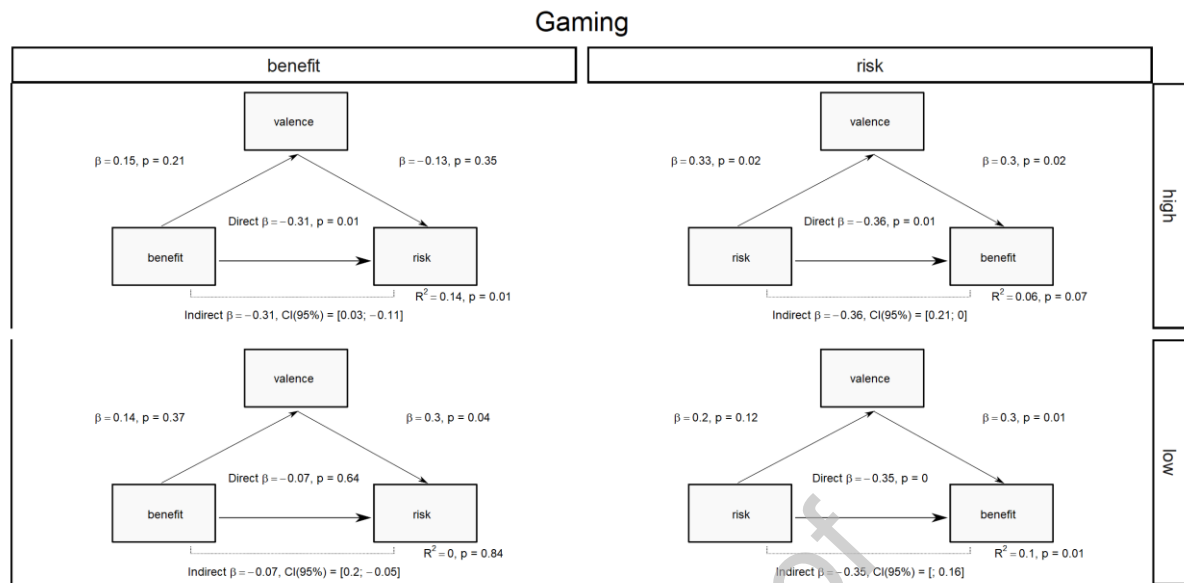 Gaming
benefit
risk
valence
β = 0.15, p = 0.21
β = −0.13, p = 0.35
Direct β = −0.31, p = 0.01
benefit
risk
R² = 0.14, p = 0.01
Indirect β = −0.31, CI(95%) = [0.03; −0.11]
valence
β = 0.33, p = 0.02
β = 0.3, p = 0.02
Direct β = −0.36, p = 0.01
risk
benefit
R² = 0.06, p = 0.07
Indirect β = −0.36, CI(95%) = [0.21; 0]
high
valence
β = 0.14, p = 0.37
β = 0.3, p = 0.04
Direct β = −0.07, p = 0.64
benefit
risk
R² = 0, p = 0.84
Indirect β = −0.07, CI(95%) = [0.2; −0.05]
valence
β = 0.2, p = 0.12
β = 0.3, p = 0.01
Direct β = −0.35, p = 0
risk
benefit
R² = 0.1, p = 0.01
Indirect β = −0.35, CI(95%) = [; 0.16]
low
of